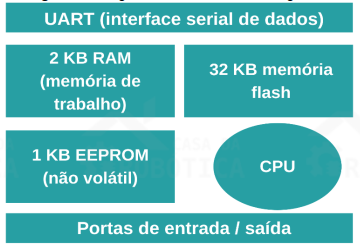 UART (interface serial de dados)
2 KB RAM
(memória de
trabalho)
32 KB memória
flash
1 KB EEPROM
(não volátil)
CPU
Portas de entrada / saída